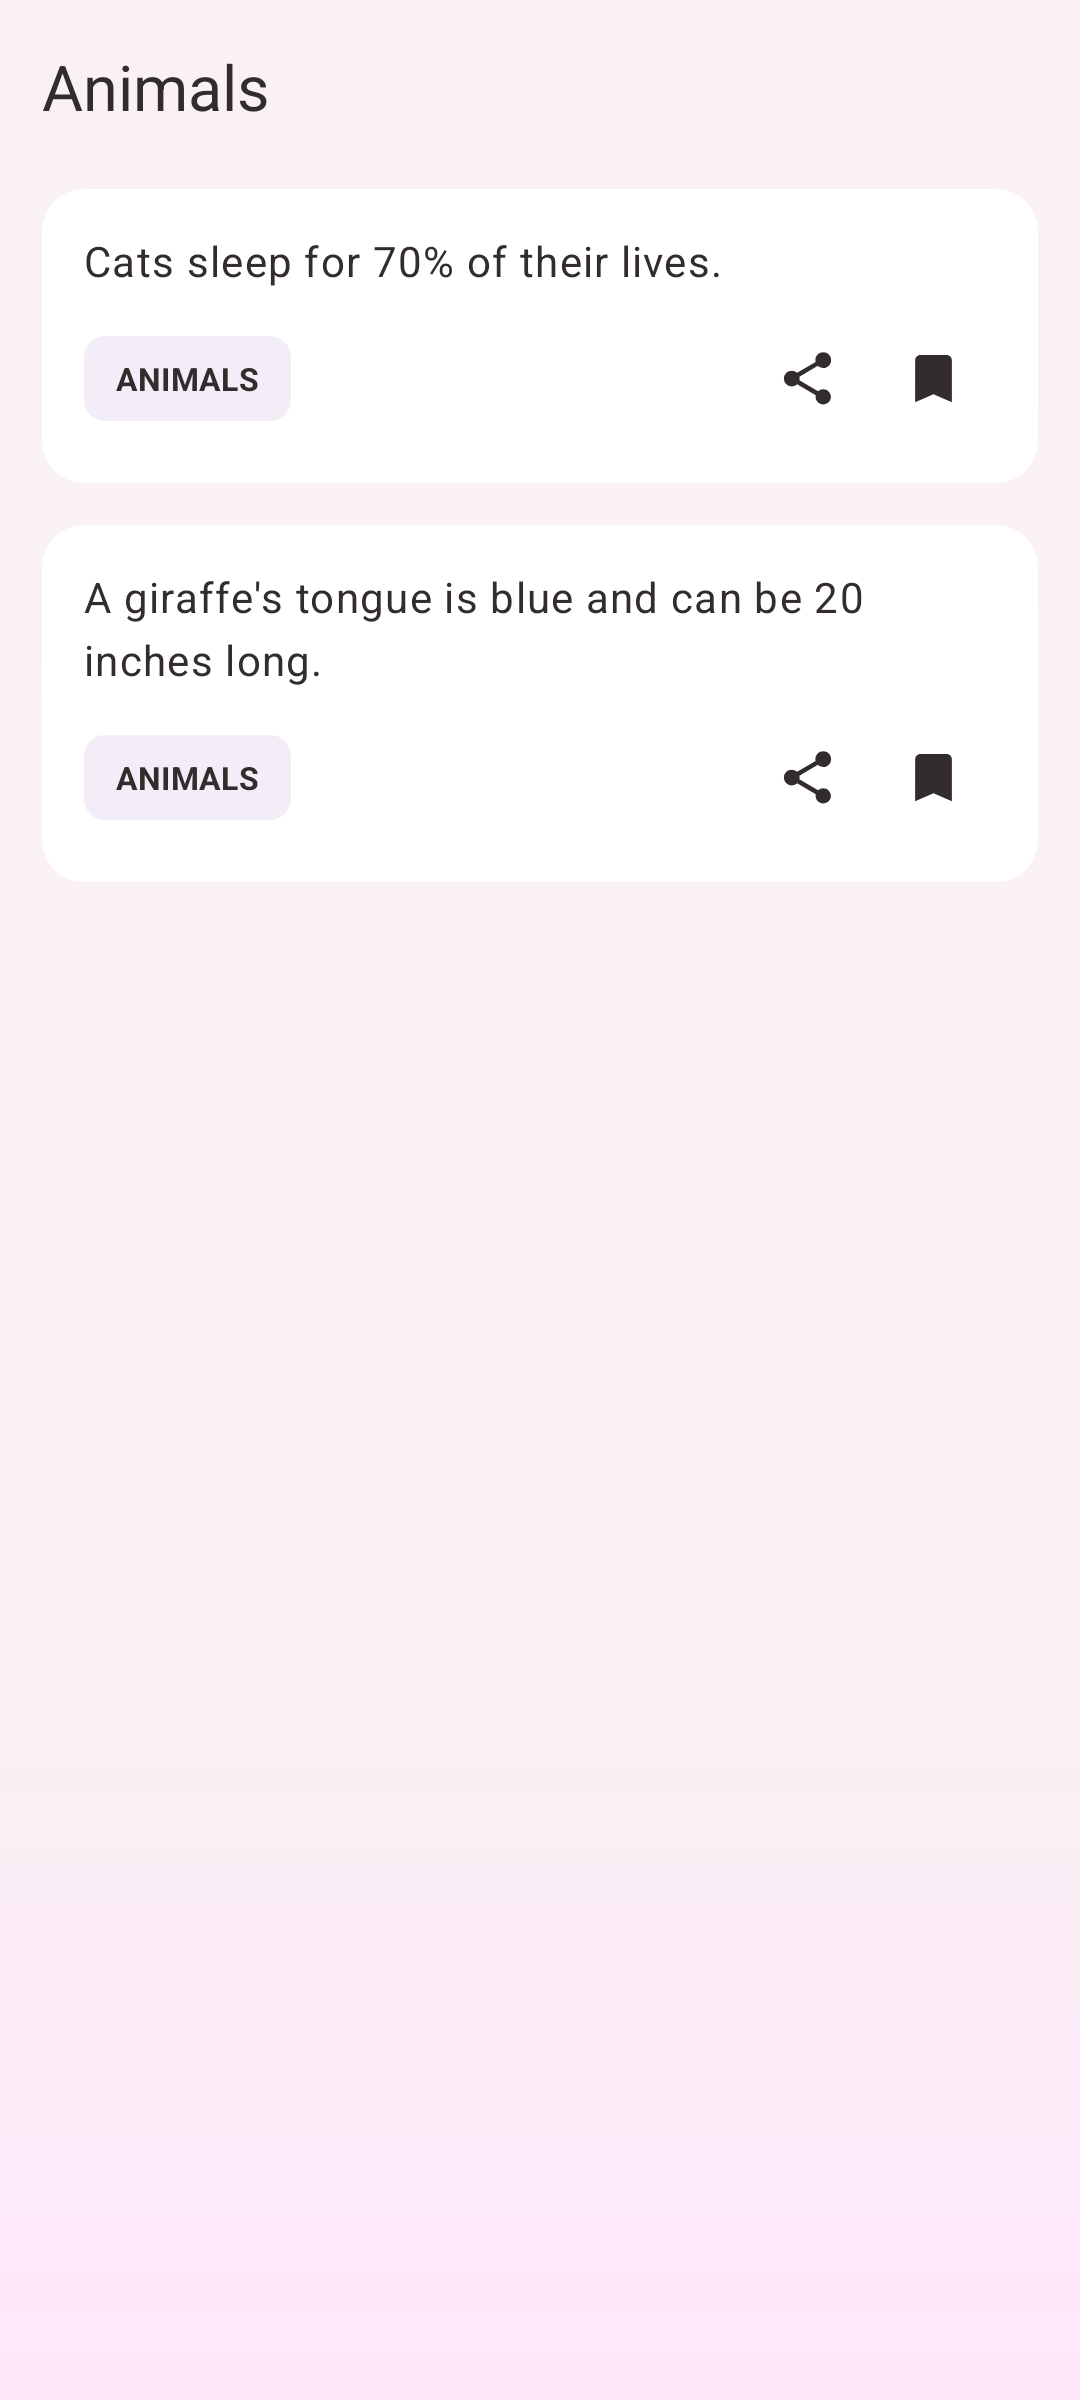 Animals
Cats sleep for 70% of their lives.
ANIMALS
A giraffe's tongue is blue and can be 20
inches long.
ANIMALS